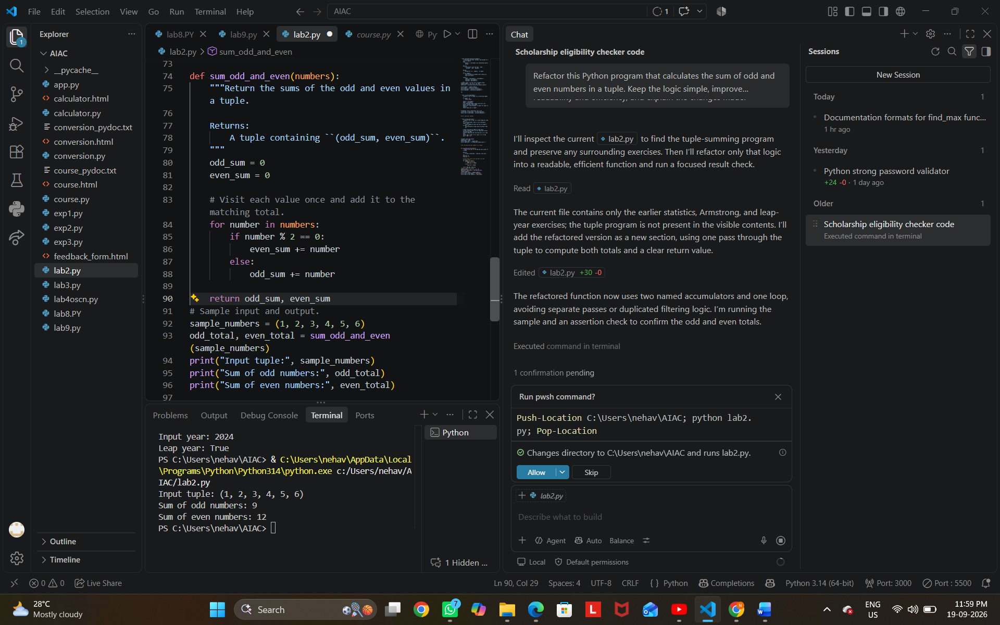 File Edit Selection View Go Run Terminal Help
AIAC
1
Explorer
AIAC
__pycache__
app.py
calculator.html
calculator.py
conversion_pydoc.txt
conversion.html
conversion.py
course_pydoc.txt
course.html
course.py
exp1.py
exp2.py
exp3.py
feedback_form.html
lab2.py
lab3.py
lab4oscn.py
lab8.PY
lab9.py
Outline
Timeline
1
lab8.PY lab9.py lab2.py course.py Py
lab2.py > sum_odd_and_even
73
74 def sum_odd_and_even(numbers):
75 """Return the sums of the odd and even values in
a tuple.
76
77 Returns:
78 A tuple containing ``(odd_sum, even_sum)``.
79 """
80 odd_sum = 0
81 even_sum = 0
82
83 # Visit each value once and add it to the
matching total.
84 for number in numbers:
85 if number % 2 == 0:
86 even_sum += number
87 else:
88 odd_sum += number
89
90 return odd_sum, even_sum
91 # Sample input and output.
92 sample_numbers = (1, 2, 3, 4, 5, 6)
93 odd_total, even_total = sum_odd_and_even
(sample_numbers)
94 print("Input tuple:", sample_numbers)
95 print("Sum of odd numbers:", odd_total)
96 print("Sum of even numbers:", even_total)
97
Problems Output Debug Console Terminal Ports
Input year: 2024
Leap year: True
PS C:\Users\nehav\AIAC> & C:\Users\nehav\AppData\Local
\Programs\Python\Python314\python.exe c:/Users/nehav/A
IAC/lab2.py
Input tuple: (1, 2, 3, 4, 5, 6)
Sum of odd numbers: 9
Sum of even numbers: 12
PS C:\Users\nehav\AIAC>
Python
1 Hidden ...
Chat
Scholarship eligibility checker code
Refactor this Python program that calculates the sum of odd and
even numbers in a tuple. Keep the logic simple, improve...
readability and efficiency, and explain the changes made.
I'll inspect the current lab2.py to find the tuple-summing program
and preserve any surrounding exercises. Then I'll refactor only that logic
into a readable, efficient function and run a focused result check.
Read lab2.py
The current file contains only the earlier statistics, Armstrong, and leap-
year exercises; the tuple program is not present in the visible contents. I'll
add the refactored version as a new section, using one pass through the
tuple to compute both totals and a clear return value.
Edited lab2.py +30 -0
The refactored function now uses two named accumulators and one loop,
avoiding separate passes or duplicated filtering logic. I'm running the
sample and an assertion check to confirm the odd and even totals.
Executed command in terminal
1 confirmation pending
Run pwsh command?
Push-Location C:\Users\nehav\AIAC; python lab2.
py; Pop-Location
Changes directory to C:\Users\nehav\AIAC and runs lab2.py.
Allow Skip
lab2.py
Describe what to build
Agent Auto Balance
Local Default permissions
Sessions
New Session
Today 1
Documentation formats for find_max func...
1 hr ago
Yesterday 1
Python strong password validator
+24 -0 · 1 day ago
Older 1
Scholarship eligibility checker code
Executed command in terminal
0 0 Live Share
Ln 90, Col 29 Spaces: 4 UTF-8 CRLF { } Python Completions Python 3.14 (64-bit) Port: 3000 Port : 5500
28°C
Mostly cloudy
Search
7
L
N
W
ENG
US
11:59 PM
19-09-2026